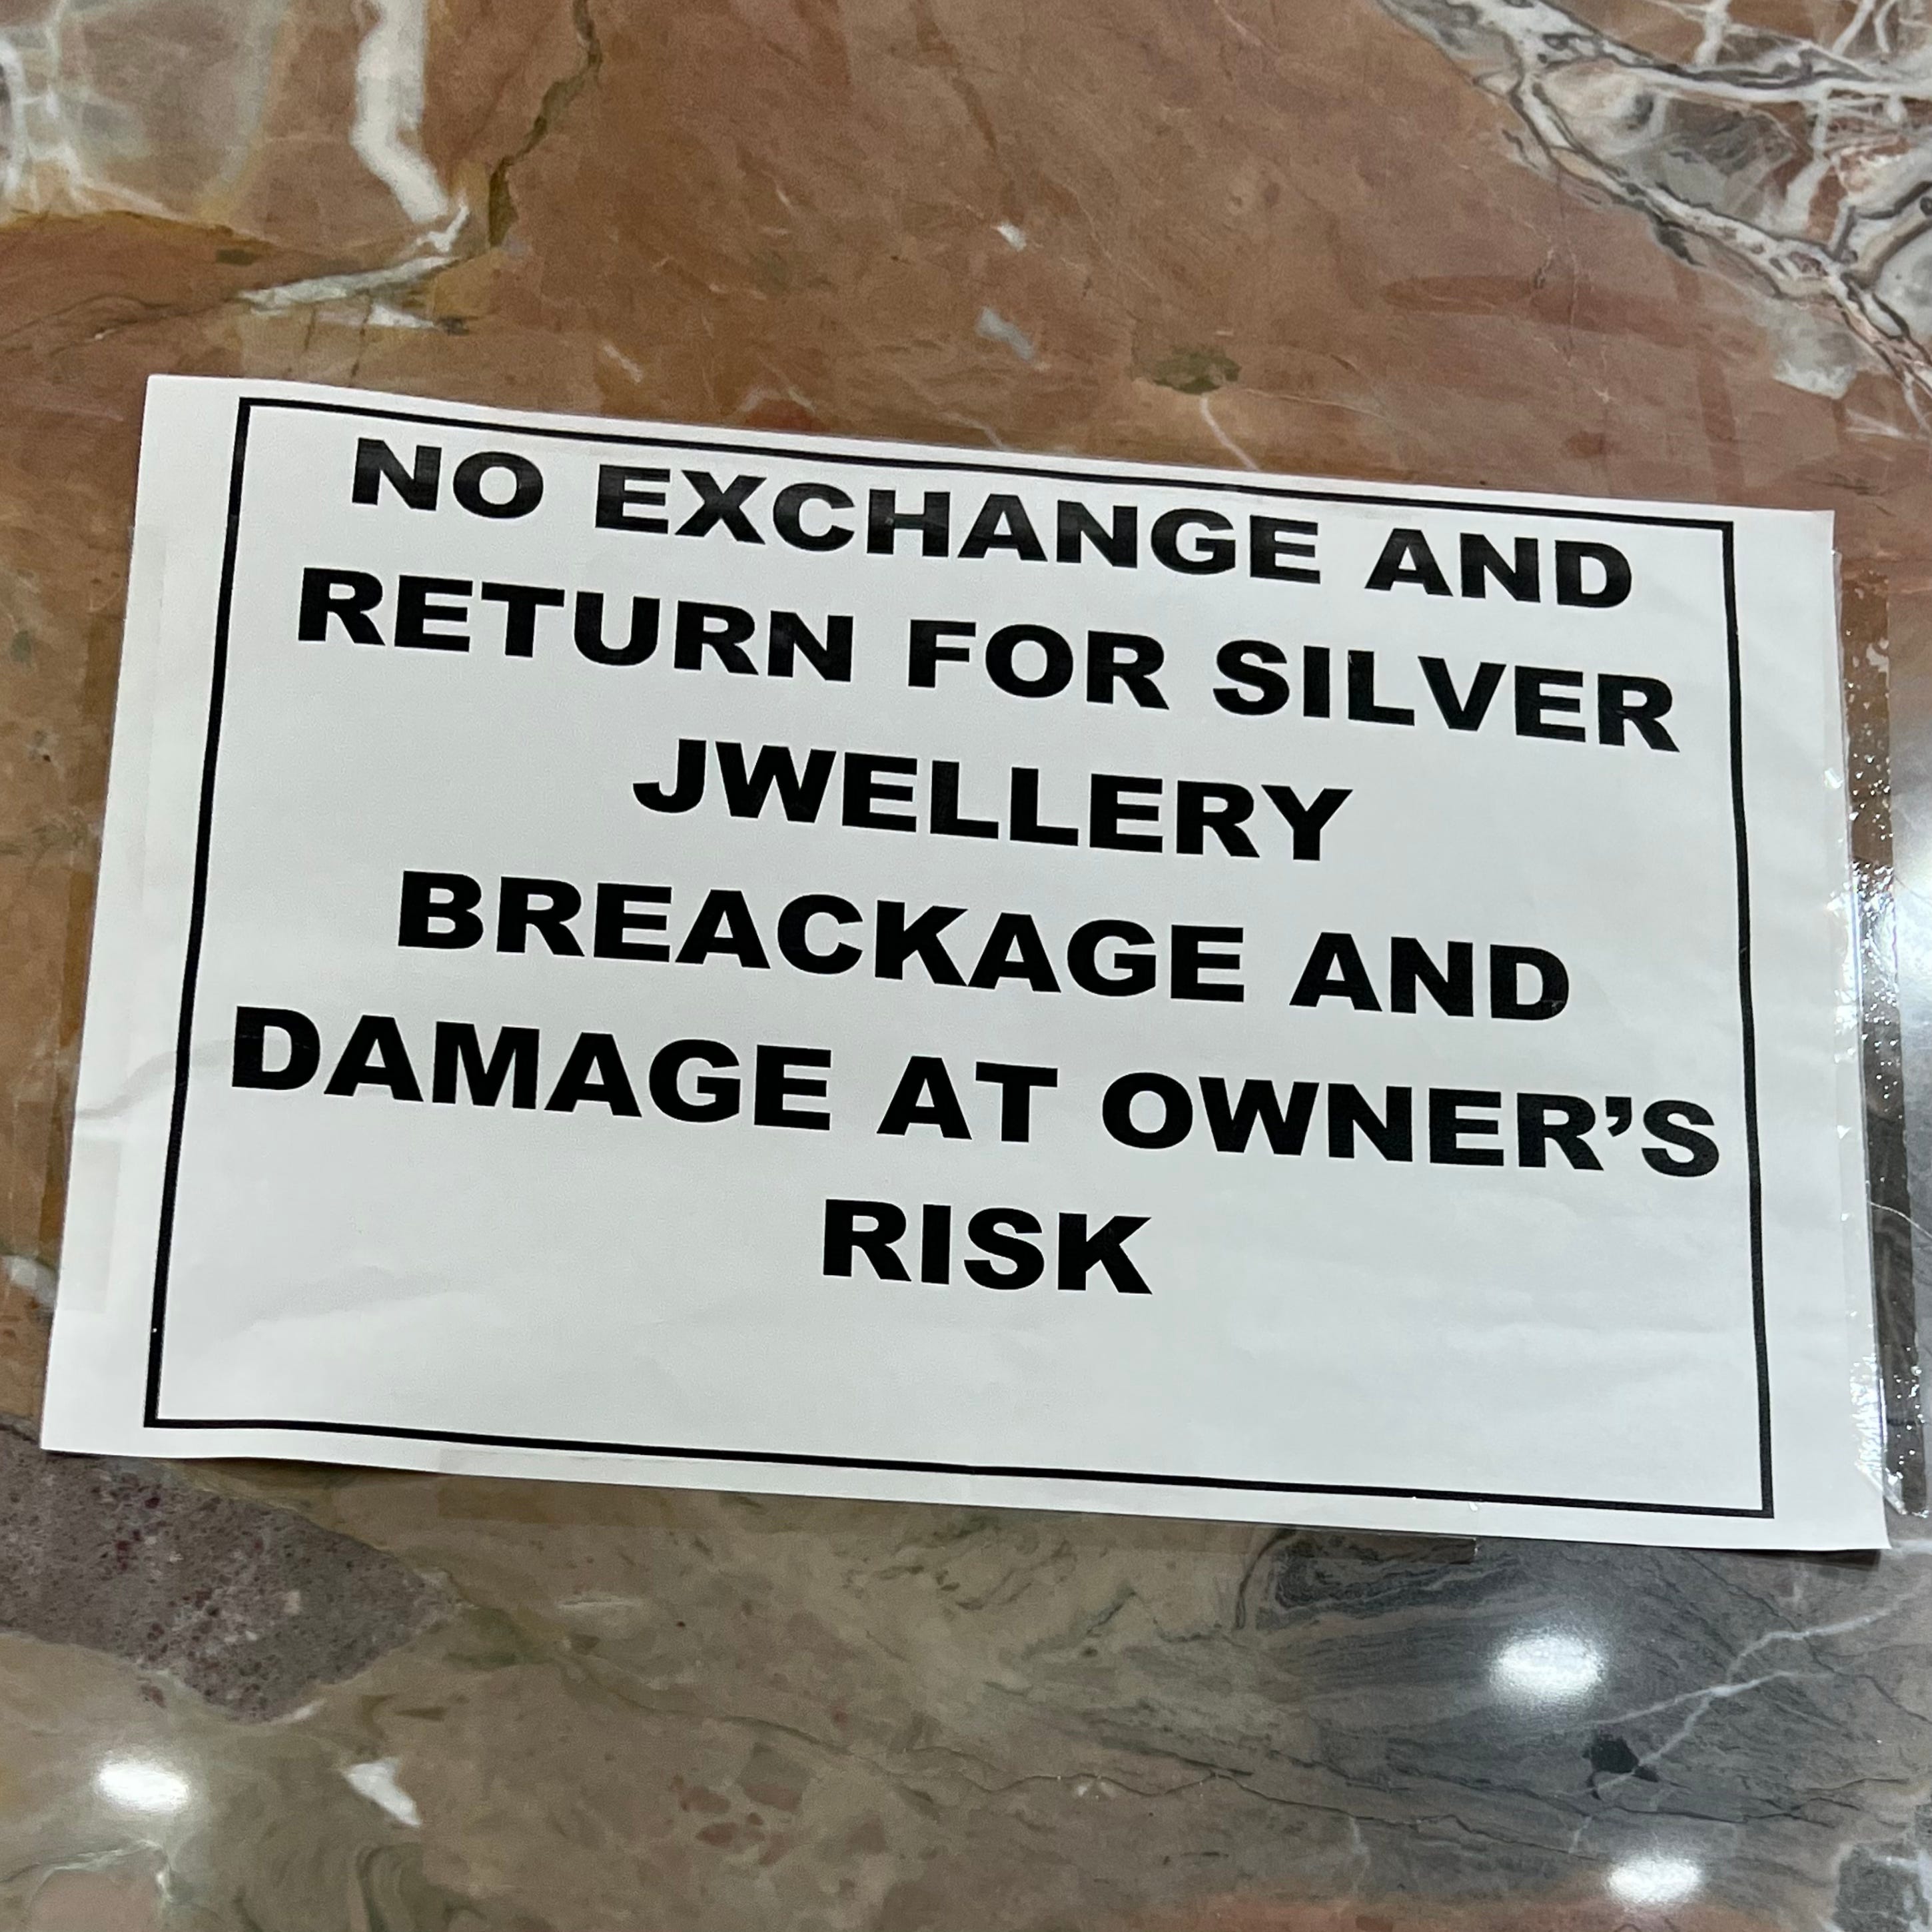 NO EXCHANGE AND
RETURN FOR SILVER
JWELLERY
BREACKAGE AND
DAMAGE AT OWNER’S
RISK